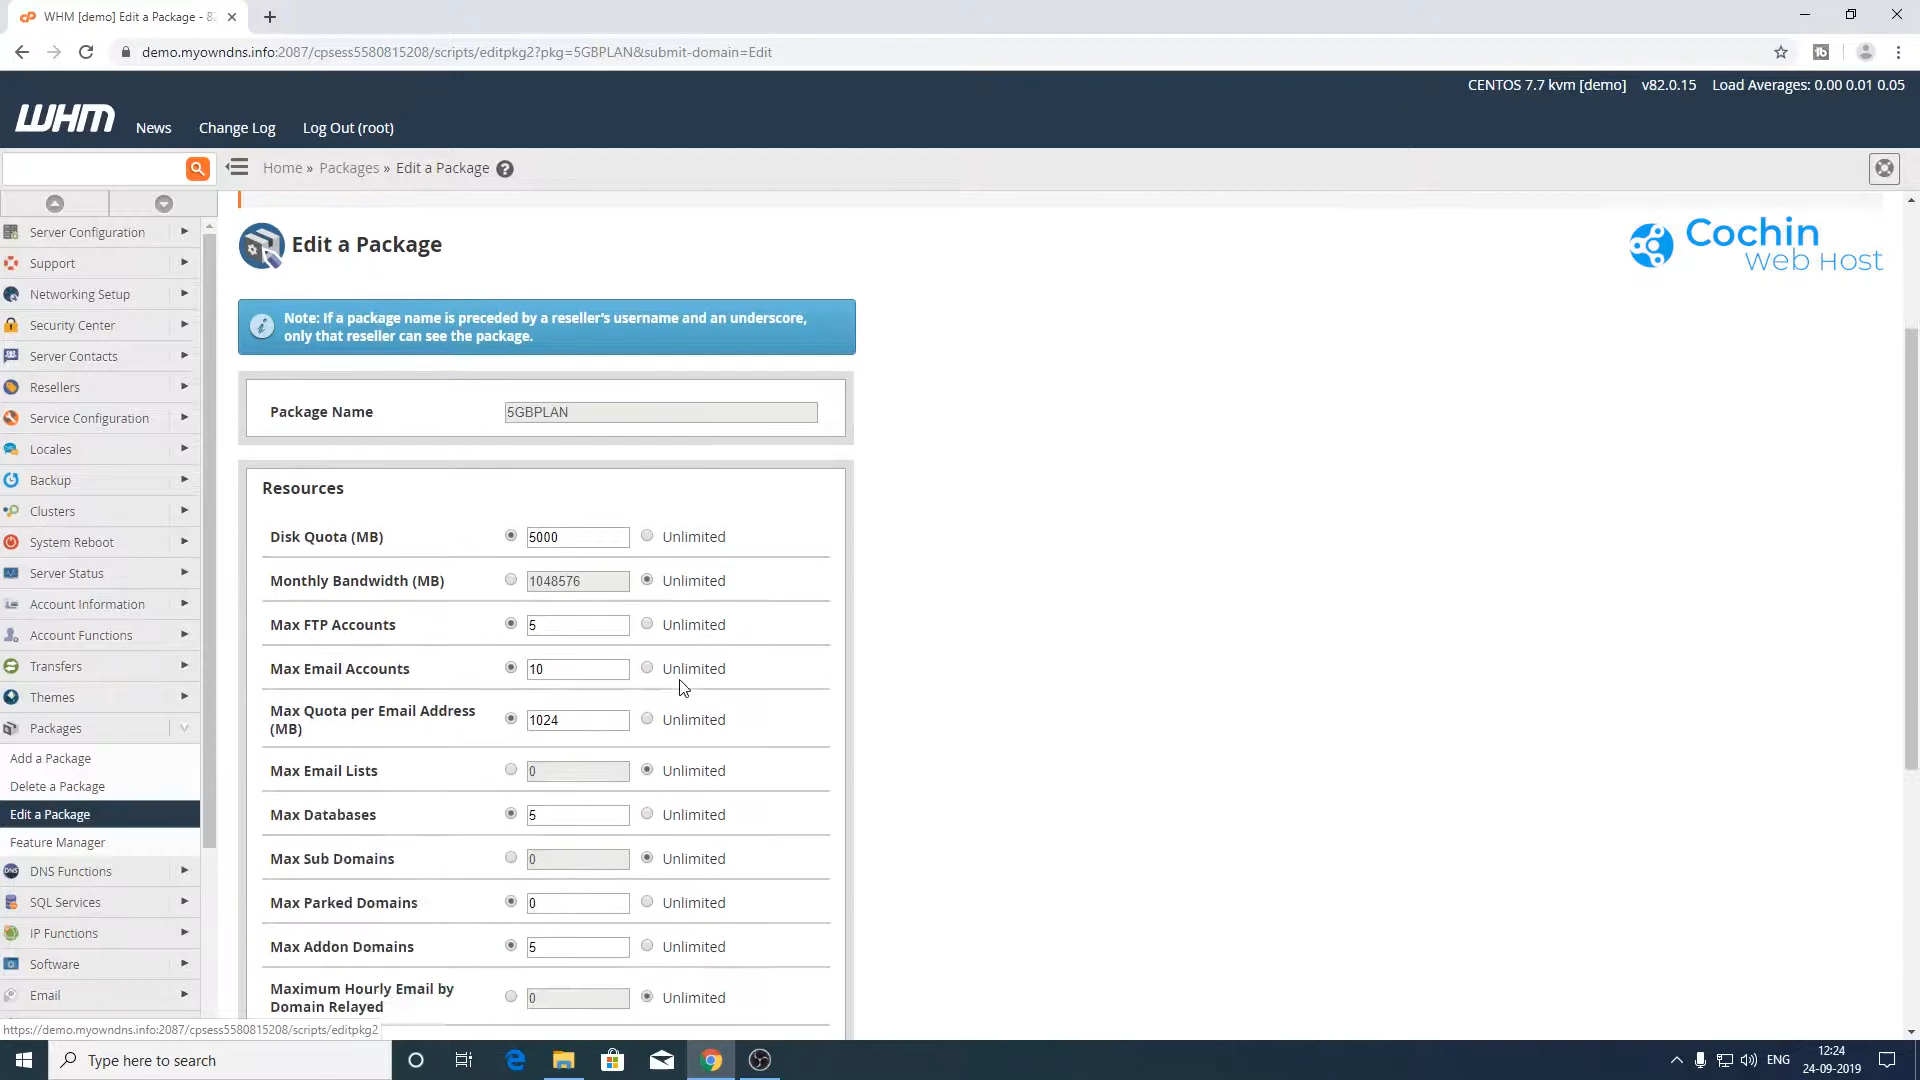 WHM [demo] Edit a Package - 82
demo.myowndns.info:2087/cpsess5580815208/scripts/editpkg2?pkg=5GBPLAN&submit-domain=Edit
CENTOS 7.7 kvm [demo] v82.0.15 Load Averages: 0.00 0.01 0.05
WHM News Change Log Log Out (root)
Home » Packages » Edit a Package
Server Configuration
Support
Networking Setup
Security Center
Server Contacts
Resellers
Service Configuration
Locales
Backup
Clusters
System Reboot
Server Status
Account Information
Account Functions
Transfers
Themes
Packages
Add a Package
Delete a Package
Edit a Package
Feature Manager
DNS Functions
SQL Services
IP Functions
Software
Email
https://demo.myowndns.info:2087/cpsess5580815208/scripts/editpkg2
Edit a Package
Cochin
Web Host
Note: If a package name is preceded by a reseller's username and an underscore,
only that reseller can see the package.
Package Name 5GBPLAN
Resources
Disk Quota (MB) 5000 Unlimited
Monthly Bandwidth (MB) 1048576 Unlimited
Max FTP Accounts 5 Unlimited
Max Email Accounts 10 Unlimited
Max Quota per Email Address
(MB) 1024 Unlimited
Max Email Lists 0 Unlimited
Max Databases 5 Unlimited
Max Sub Domains 0 Unlimited
Max Parked Domains 0 Unlimited
Max Addon Domains 5 Unlimited
Maximum Hourly Email by
Domain Relayed 0 Unlimited
Type here to search
ENG
12:24
24-09-2019